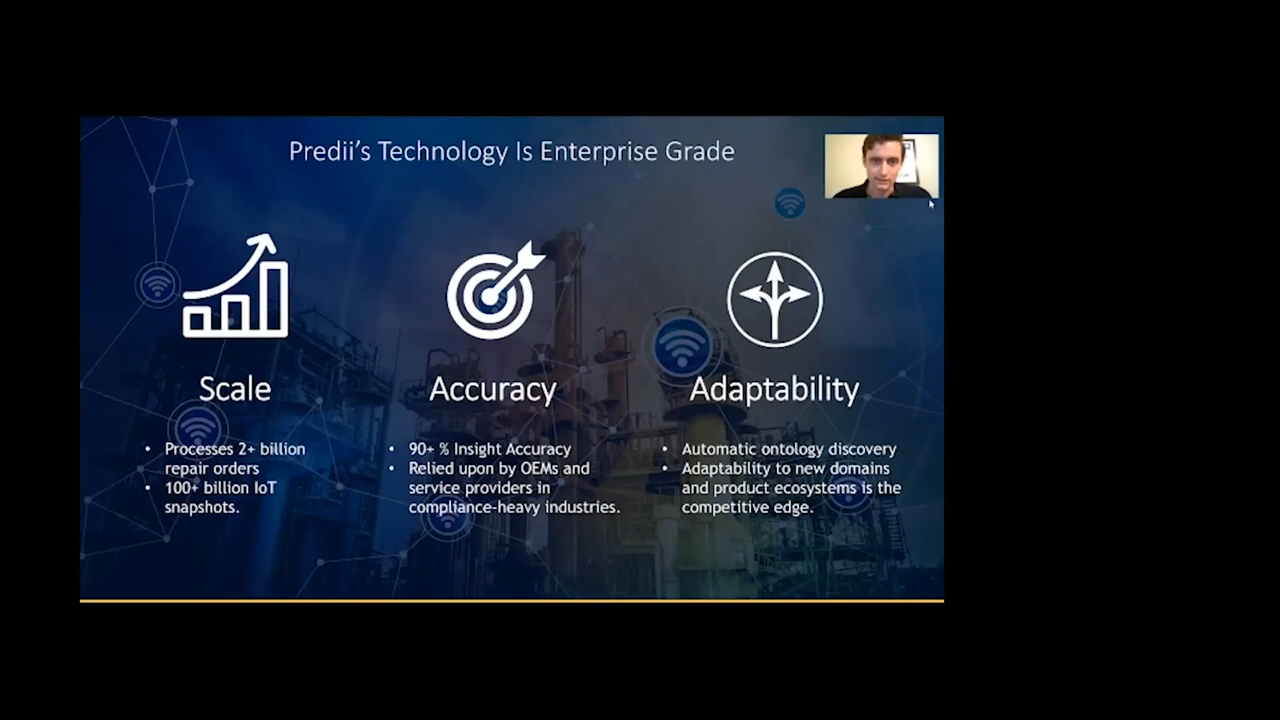 Predii's Technology Is Enterprise Grade
Scale
• Processes 2+ billion
repair orders
• 100+ billion IoT
snapshots.
Accuracy
• 90+ % Insight Accuracy
• Relied upon by OEMs and
service providers in
compliance-heavy industries.
Adaptability
• Automatic ontology discovery
• Adaptability to new domains
and product ecosystems is the
competitive edge.